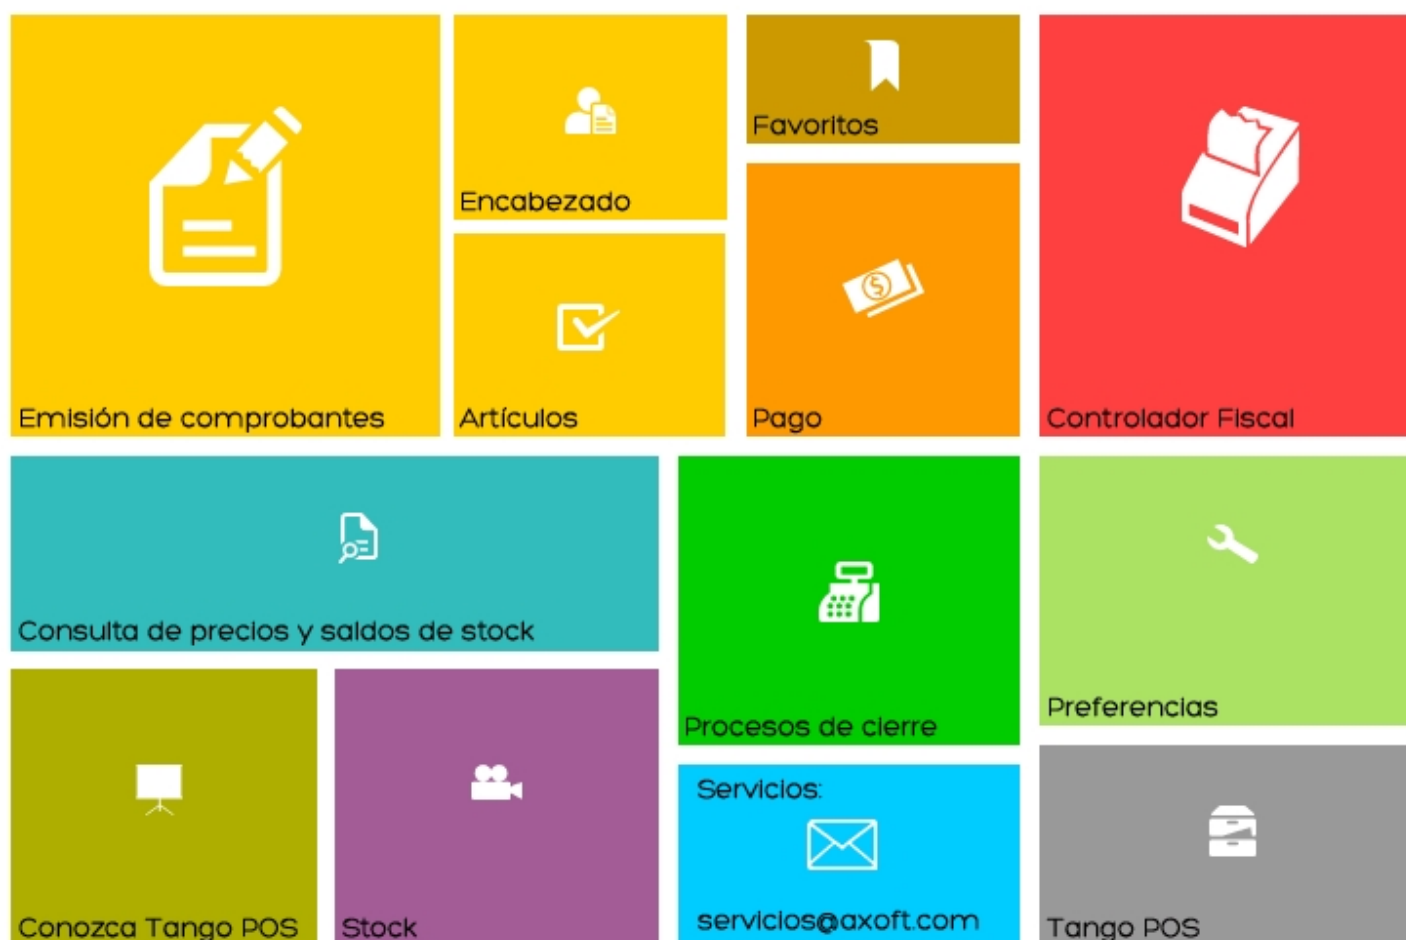 Favoritos
Encabezado
Emisión de comprobantes
Artículos
Pago
Controlador Fiscal
Consulta de precios y saldos de stock
Procesos de cierre
Preferencias
Servicios:
servicios@axoft.com
Conozca Tango POS
Stock
Tango POS